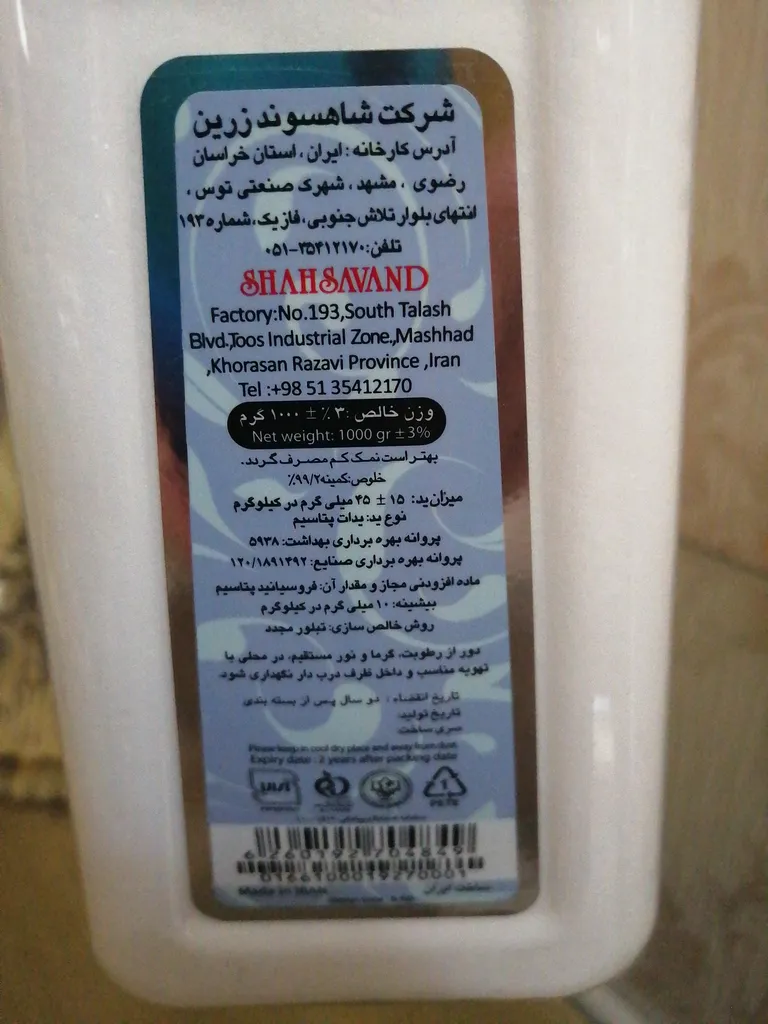 شرکت شاهسوند زرین
آدرس کارخانه : ایران ، استان خراسان
رضوی ، مشهد ، شهرک صنعتی توس ،
انتهای بلوار تلاش جنوبی، فاز یک، شماره ۱۹۳
تلفن: ۰۵۱-۳۵۴۱۲۱۷۰
SHAHSAVAND
Factory:No.193,South Talash
Blvd.,Toos Industrial Zone.,Mashhad
,Khorasan Razavi Province ,Iran
Tel :+98 51 35412170
وزن خالص :۳ ٪ ± ۱۰۰۰ گرم
Net weight: 1000 gr ±3%
بهتر است نمک کم مصرف گردد.
خلوص:کمینه ۹۹/۲٪
میزان ید: ۱۵ ± ۴۵ میلی گرم در کیلوگرم
نوع ید: یدات پتاسیم
پروانه بهره برداری بهداشت: ۵۹۳۸
پروانه بهره برداری صنایع: ۱۲۰/۱۸۹۱۴۹۲
ماده افزودنی مجاز و مقدار آن: فروسیانید پتاسیم
بیشینه: ۱۰ میلی گرم در کیلوگرم
روش خالص سازی: تبلور مجدد
دور از رطوبت، گرما و نور مستقیم، در محلی با
تهویه مناسب و داخل ظرف درب دار نگهداری شود.
تاریخ انقضاء : دو سال پس از بسته بندی
تاریخ تولید:
سری ساخت
Please keep in cool dry place and away from dust
Expiry date : 2 years after packing date
1
PETE
6 260192 704849
0166100019270001
Made in IRAN
ساخت ایران